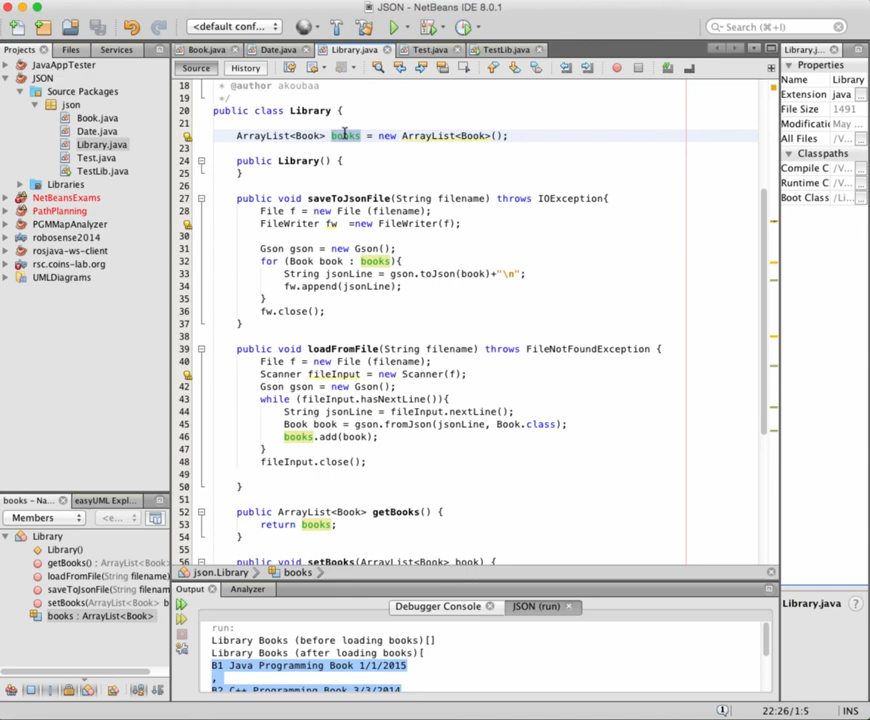 JSON - NetBeans IDE 8.0.1
<default conf...
Search (⌘+I)
Projects
Files
Services
Book.java
Date.java
Library.java
Test.java
TestLib.java
Library.j...
JavaAppTester
JSON
Source Packages
json
Book.java
Date.java
Library.java
Test.java
TestLib.java
Libraries
NetBeansExams
PathPlanning
PGMMapAnalyzer
robosense2014
rosjava-ws-client
rsc.coins-lab.org
UMLDiagrams
Source
History
18 * @author akoubaa
19 */
20 public class Library {
21
ArrayList<Book> books = new ArrayList<Book>();
23
24 public Library() {
25 }
26
27 public void saveToJsonFile(String filename) throws IOException{
28 File f = new File (filename);
FileWriter fw =new FileWriter(f);
30
31 Gson gson = new Gson();
32 for (Book book : books){
33 String jsonLine = gson.toJson(book)+"\n";
34 fw.append(jsonLine);
35 }
36 fw.close();
37 }
38
39 public void loadFromFile(String filename) throws FileNotFoundException {
40 File f = new File (filename);
Scanner fileInput = new Scanner(f);
42 Gson gson = new Gson();
43 while (fileInput.hasNextLine()){
44 String jsonLine = fileInput.nextLine();
45 Book book = gson.fromJson(jsonLine, Book.class);
46 books.add(book);
47 }
48 fileInput.close();
49
50 }
51
52 public ArrayList<Book> getBooks() {
53 return books;
54 }
55
56 public void setBooks(ArrayList<Book> book) {
Properties
Name Library
Extension java ...
File Size 1491
Modificati May ...
All Files /V... ...
Classpaths
Compile C /V... ...
Runtime C /V... ...
Boot Class /Li... ...
Library.java
books - Na...
easyUML Expl...
Members
<e...
Library
Library()
getBooks() : ArrayList<Book>
loadFromFile(String filename)
saveToJsonFile(String filenam
setBooks(ArrayList<Book> b
books : ArrayList<Book>
json.Library
books
Output
Analyzer
Debugger Console
JSON (run)
run:
Library Books (before loading books)[]
Library Books (after loading books)[
B1 Java Programming Book 1/1/2015
,
B2 C++ Programming Book 3/3/2014
22:26/1:5
INS